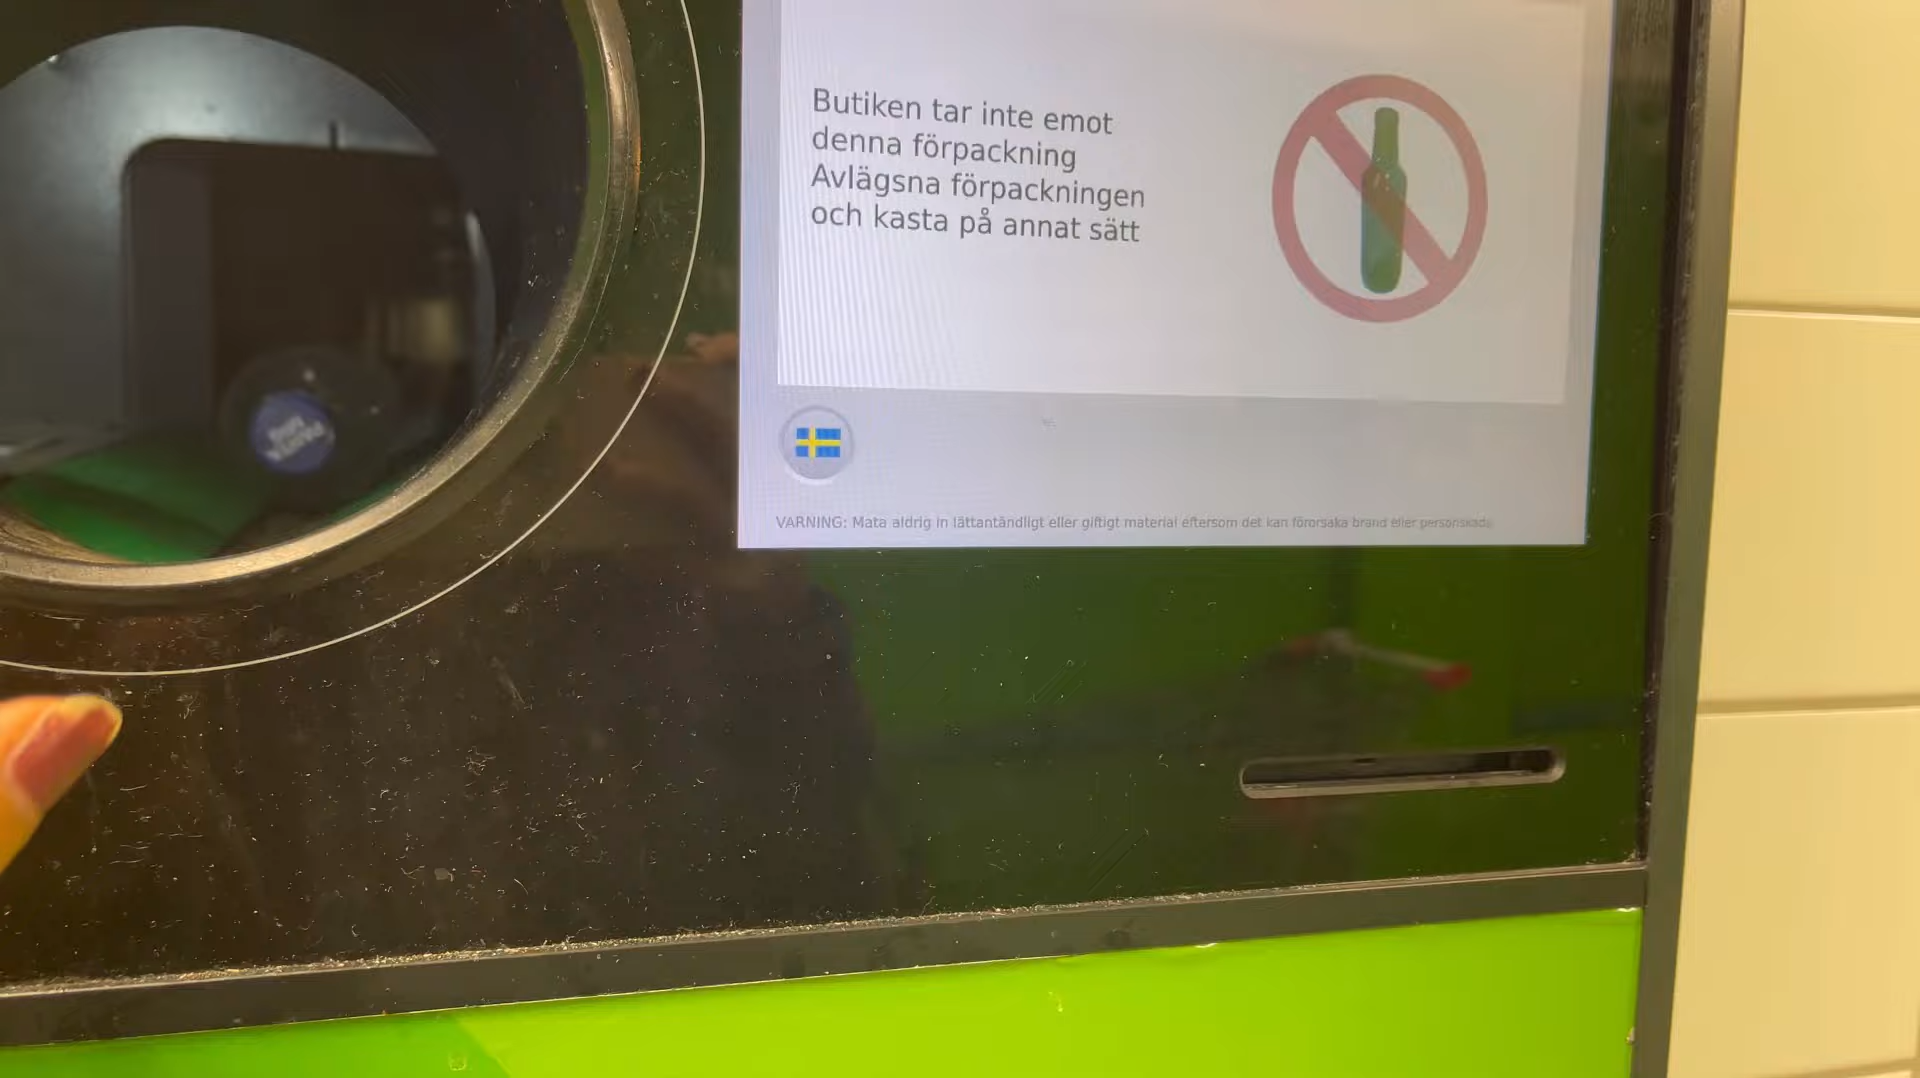 Butiken tar inte emot
denna förpackning
Avlägsna förpackningen
och kasta på annat sätt
VARNING: Mata aldrig in lättantändligt eller giftigt material eftersom det kan förorsaka brand eller personskada